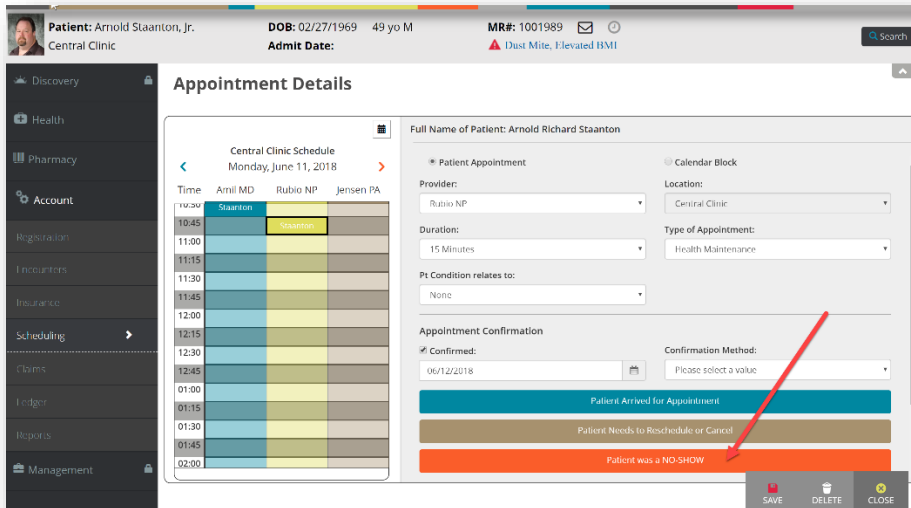 Patient: Arnold Staanton, Jr.
DOB: 02/27/1969 49 yo M
MR#: 1001989
Central Clinic
Admit Date:
Dust Mite, Elevated BMI
Search
Discovery
Health
Pharmacy
Account
Registration
Encounters
Insurance
Scheduling
Claims
Ledger
Reports
Management
Appointment Details
Central Clinic Schedule
Monday, June 11, 2018
Time Amil MD Rubio NP Jensen PA
10:30 Staanton
10:45 Staanton
11:00
11:15
11:30
11:45
12:00
12:15
12:30
12:45
01:00
01:15
01:30
01:45
02:00
Full Name of Patient: Arnold Richard Staanton
Patient Appointment Calendar Block
Provider: Location:
Rubio NP Central Clinic
Duration: Type of Appointment:
15 Minutes Health Maintenance
Pt Condition relates to:
None
Appointment Confirmation
Confirmed: Confirmation Method:
06/12/2018 Please select a value
Patient Arrived for Appointment
Patient Needs to Reschedule or Cancel
Patient was a NO-SHOW
SAVE DELETE CLOSE